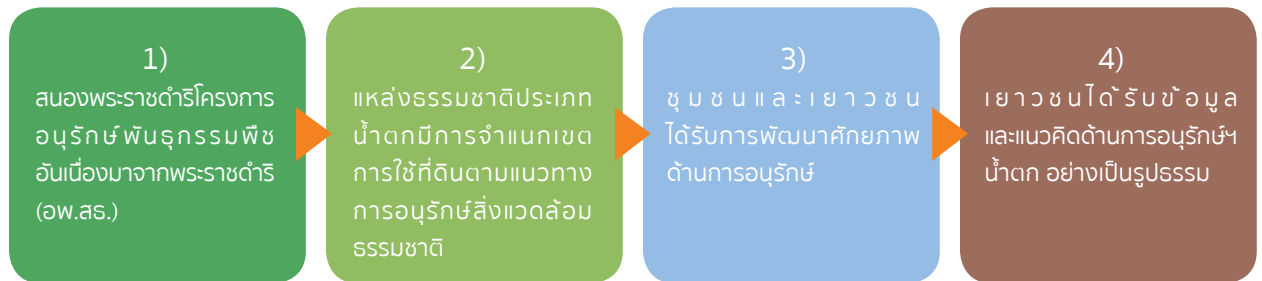 1)
สนองพระราชดำริโครงการ
อนุรักษ์พันธุกรรมพืช
อันเนื่องมาจากพระราชดำริ
(อพ.สธ.)
2)
แหล่งธรรมชาติประเภท
น้ำตกมีการจำแนกเขต
การใช้ที่ดินตามแนวทาง
การอนุรักษ์สิ่งแวดล้อม
ธรรมชาติ
3)
ชุมชนและเยาวชน
ได้รับการพัฒนาศักยภาพ
ด้านการอนุรักษ์
4)
เยาวชนได้รับข้อมูล
และแนวคิดด้านการอนุรักษ์ฯ
น้ำตก อย่างเป็นรูปธรรม